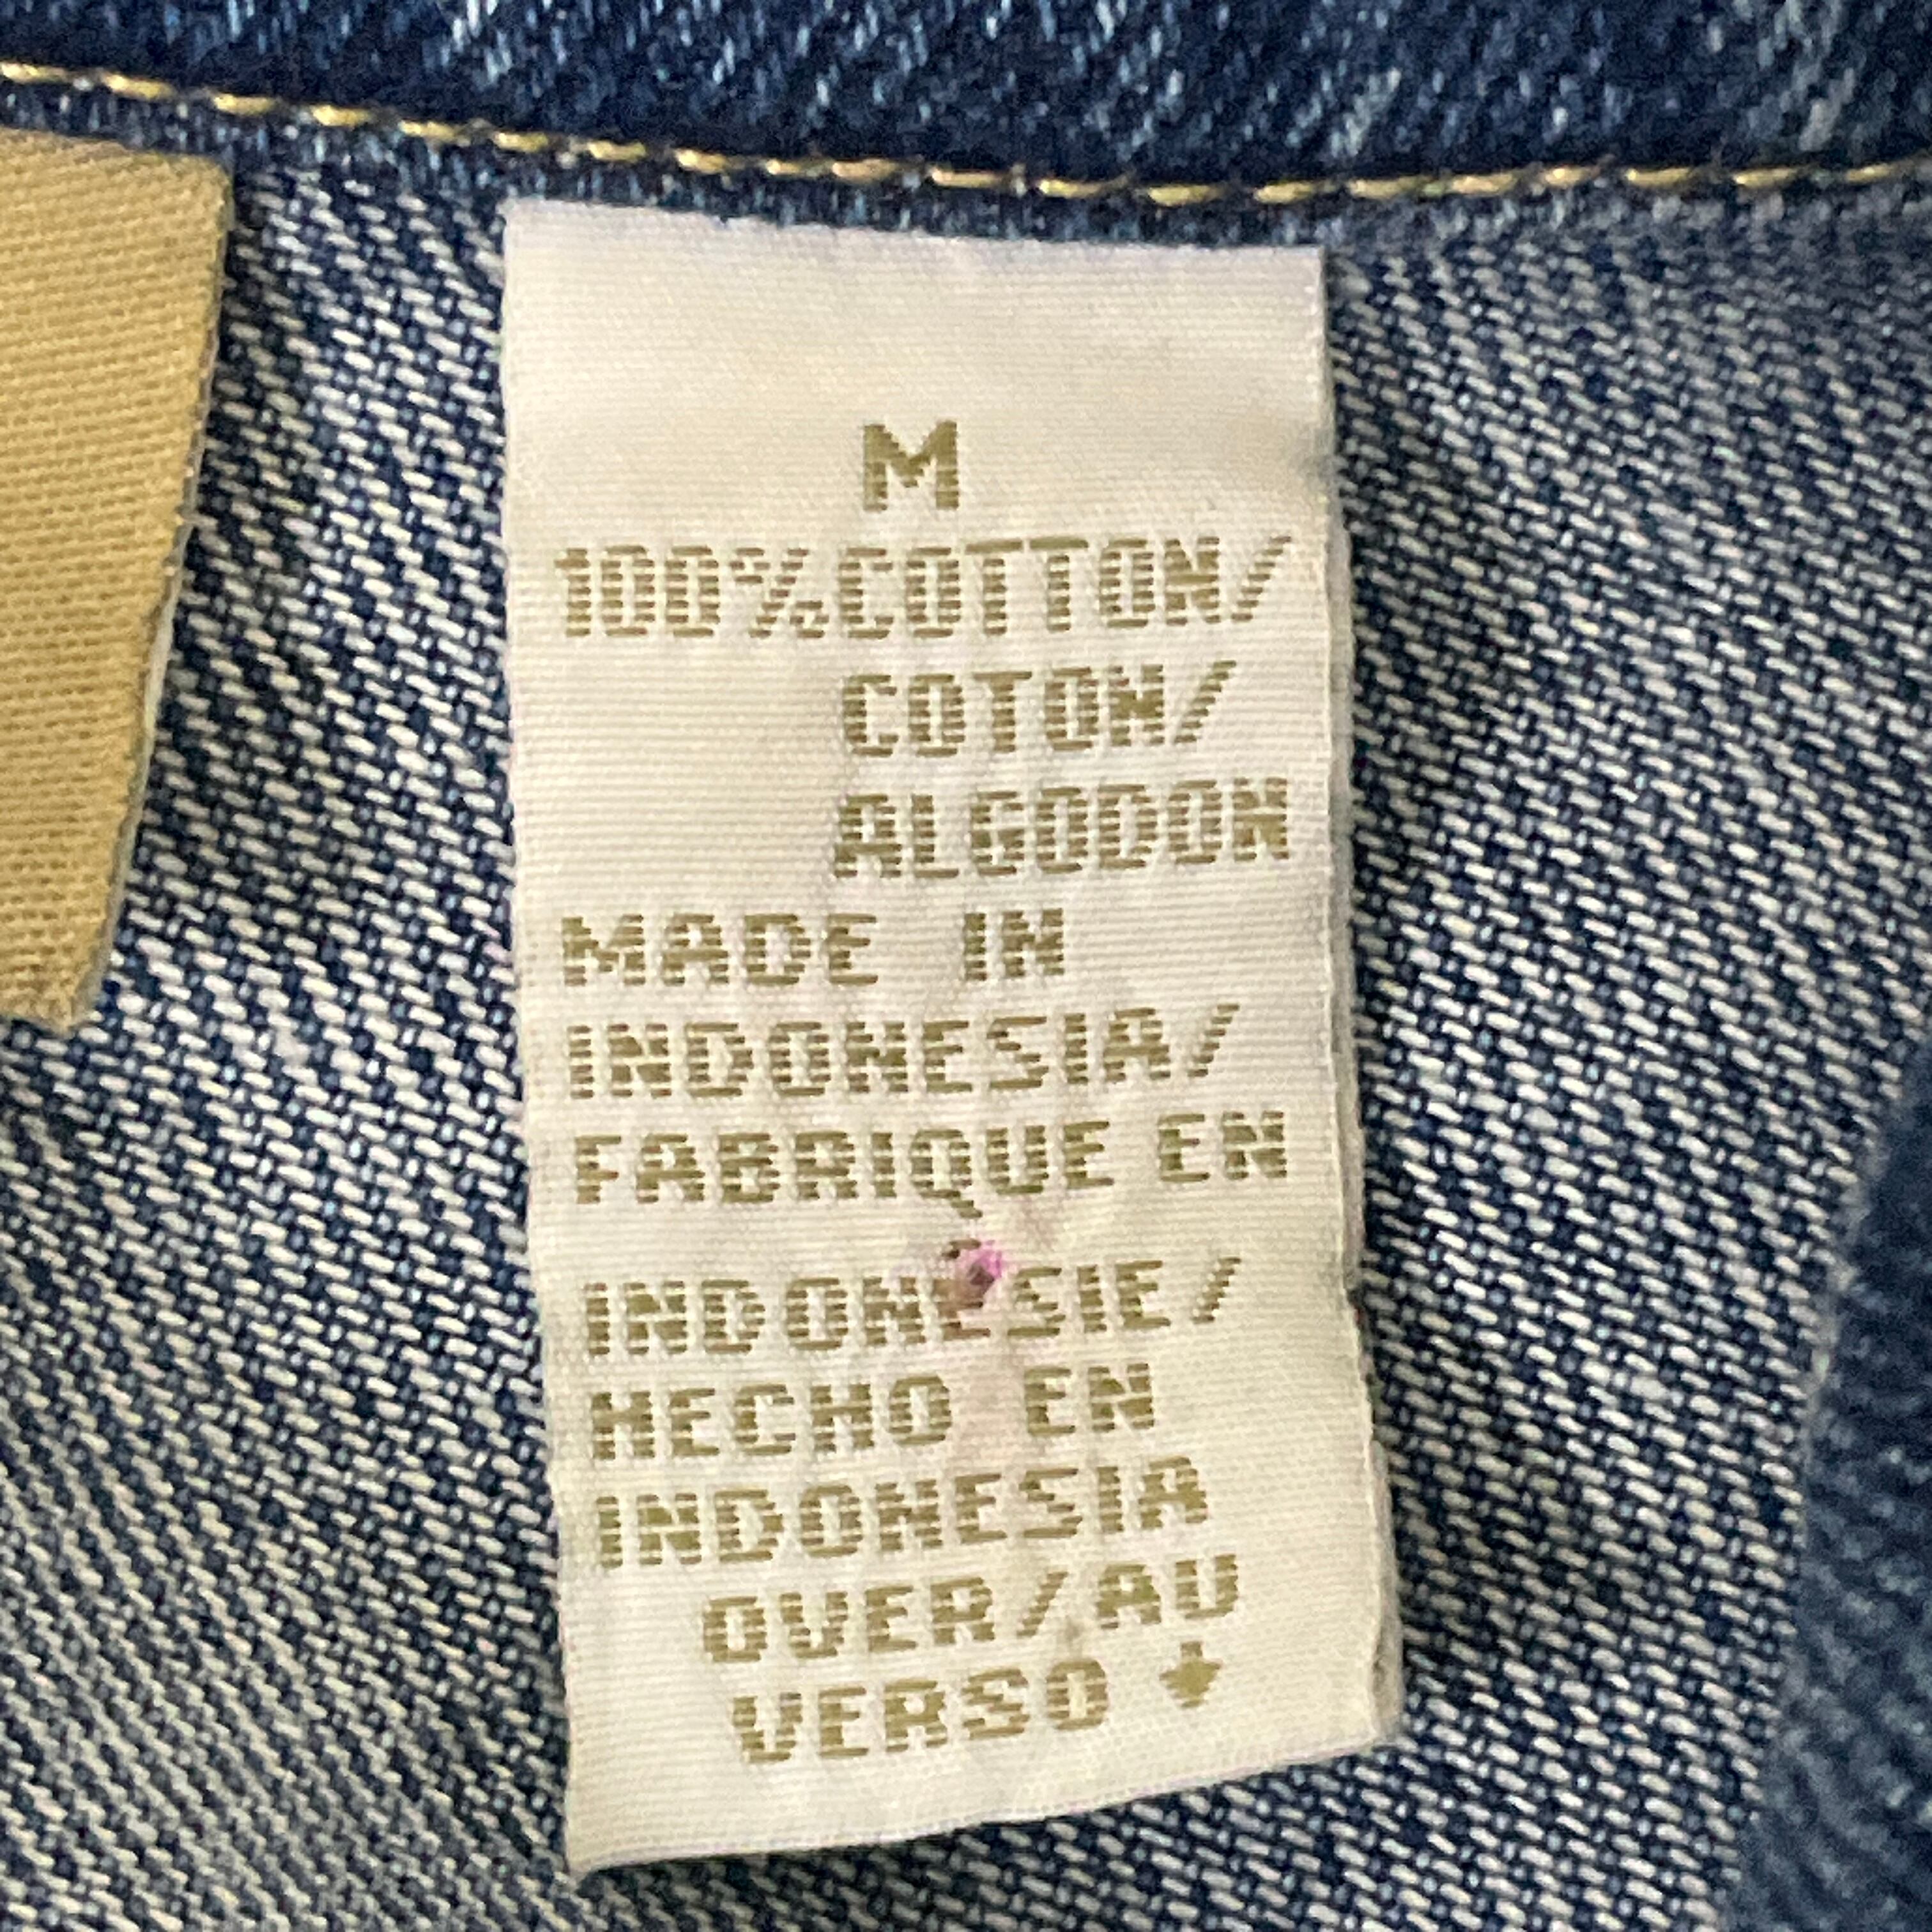 M
100%COTTON/
COTON/
ALGODON
MADE IN
INDONESIA/
FABRIQUE EN
INDONESIE/
HECHO EN
INDONESIA
OVER/AU
VERSO